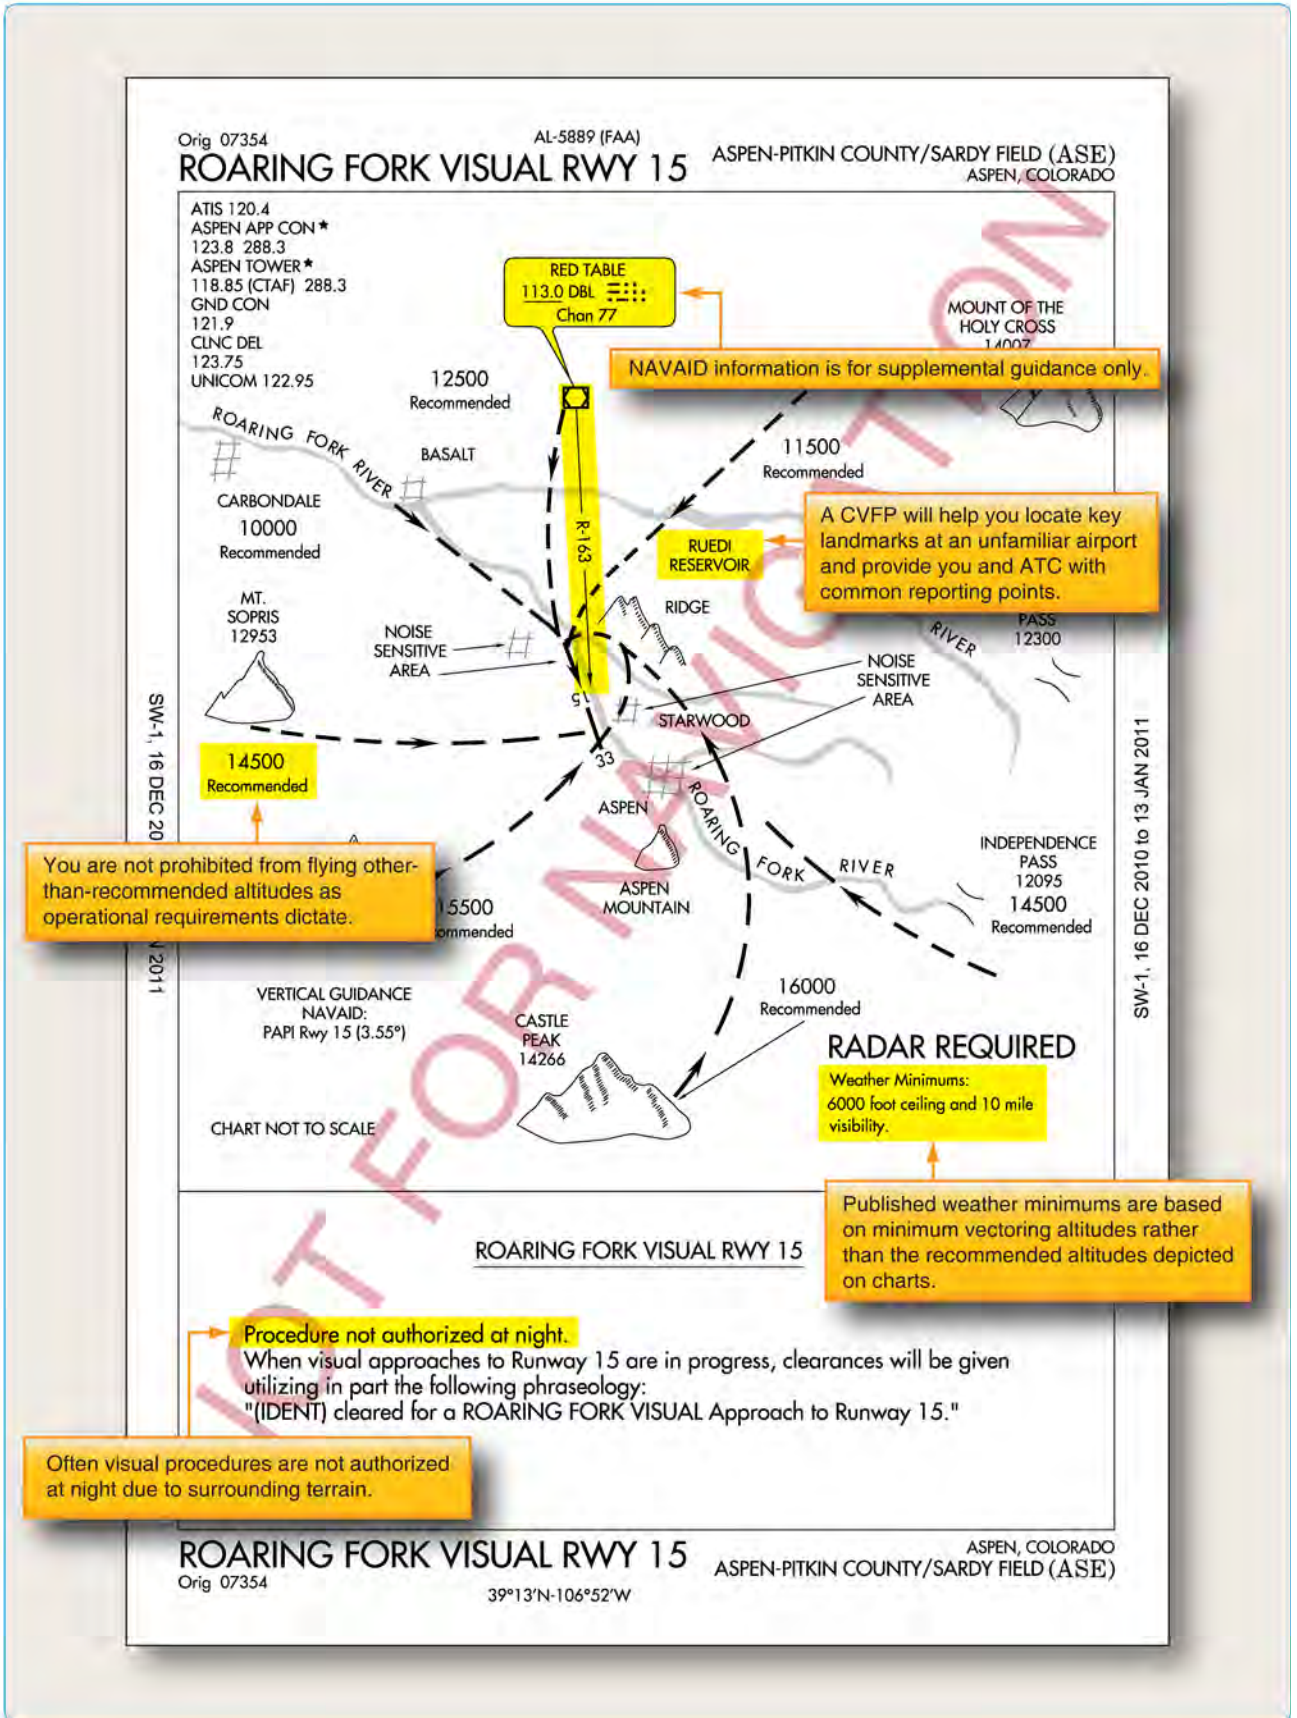 Orig 07354
AL-5889 (FAA)
ROARING FORK VISUAL RWY 15
ASPEN-PITKIN COUNTY/SARDY FIELD (ASE)
ASPEN, COLORADO
ATIS 120.4
ASPEN APP CON★
123.8 288.3
ASPEN TOWER★
118.85 (CTAF) 288.3
GND CON
121.9
CLNC DEL
123.75
UNICOM 122.95
RED TABLE
113.0 DBL
Chan 77
MOUNT OF THE
HOLY CROSS
14007
NAVAID information is for supplemental guidance only.
12500
Recommended
ROARING FORK RIVER
BASALT
11500
Recommended
CARBONDALE
10000
Recommended
R-163
RUEDI
RESERVOIR
A CVFP will help you locate key
landmarks at an unfamiliar airport
and provide you and ATC with
common reporting points.
MT.
SOPRIS
12953
RIDGE
PASS
12300
RIVER
NOISE
SENSITIVE
AREA
NOISE
SENSITIVE
AREA
15
STARWOOD
33
14500
Recommended
ASPEN
ROARING FORK RIVER
ASPEN
MOUNTAIN
INDEPENDENCE
PASS
12095
14500
Recommended
You are not prohibited from flying other-
than-recommended altitudes as
operational requirements dictate.
15500
ommended
VERTICAL GUIDANCE
NAVAID:
PAPI Rwy 15 (3.55°)
CASTLE
PEAK
14266
16000
Recommended
RADAR REQUIRED
Weather Minimums:
6000 foot ceiling and 10 mile
visibility.
CHART NOT TO SCALE
Published weather minimums are based
on minimum vectoring altitudes rather
than the recommended altitudes depicted
on charts.
SW-1, 16 DEC 20
2011
SW-1, 16 DEC 2010 to 13 JAN 2011
NOT FOR NAVIGATION
ROARING FORK VISUAL RWY 15
Procedure not authorized at night.
When visual approaches to Runway 15 are in progress, clearances will be given
utilizing in part the following phraseology:
"(IDENT) cleared for a ROARING FORK VISUAL Approach to Runway 15."
Often visual procedures are not authorized
at night due to surrounding terrain.
ROARING FORK VISUAL RWY 15
Orig 07354
39°13'N-106°52'W
ASPEN, COLORADO
ASPEN-PITKIN COUNTY/SARDY FIELD (ASE)